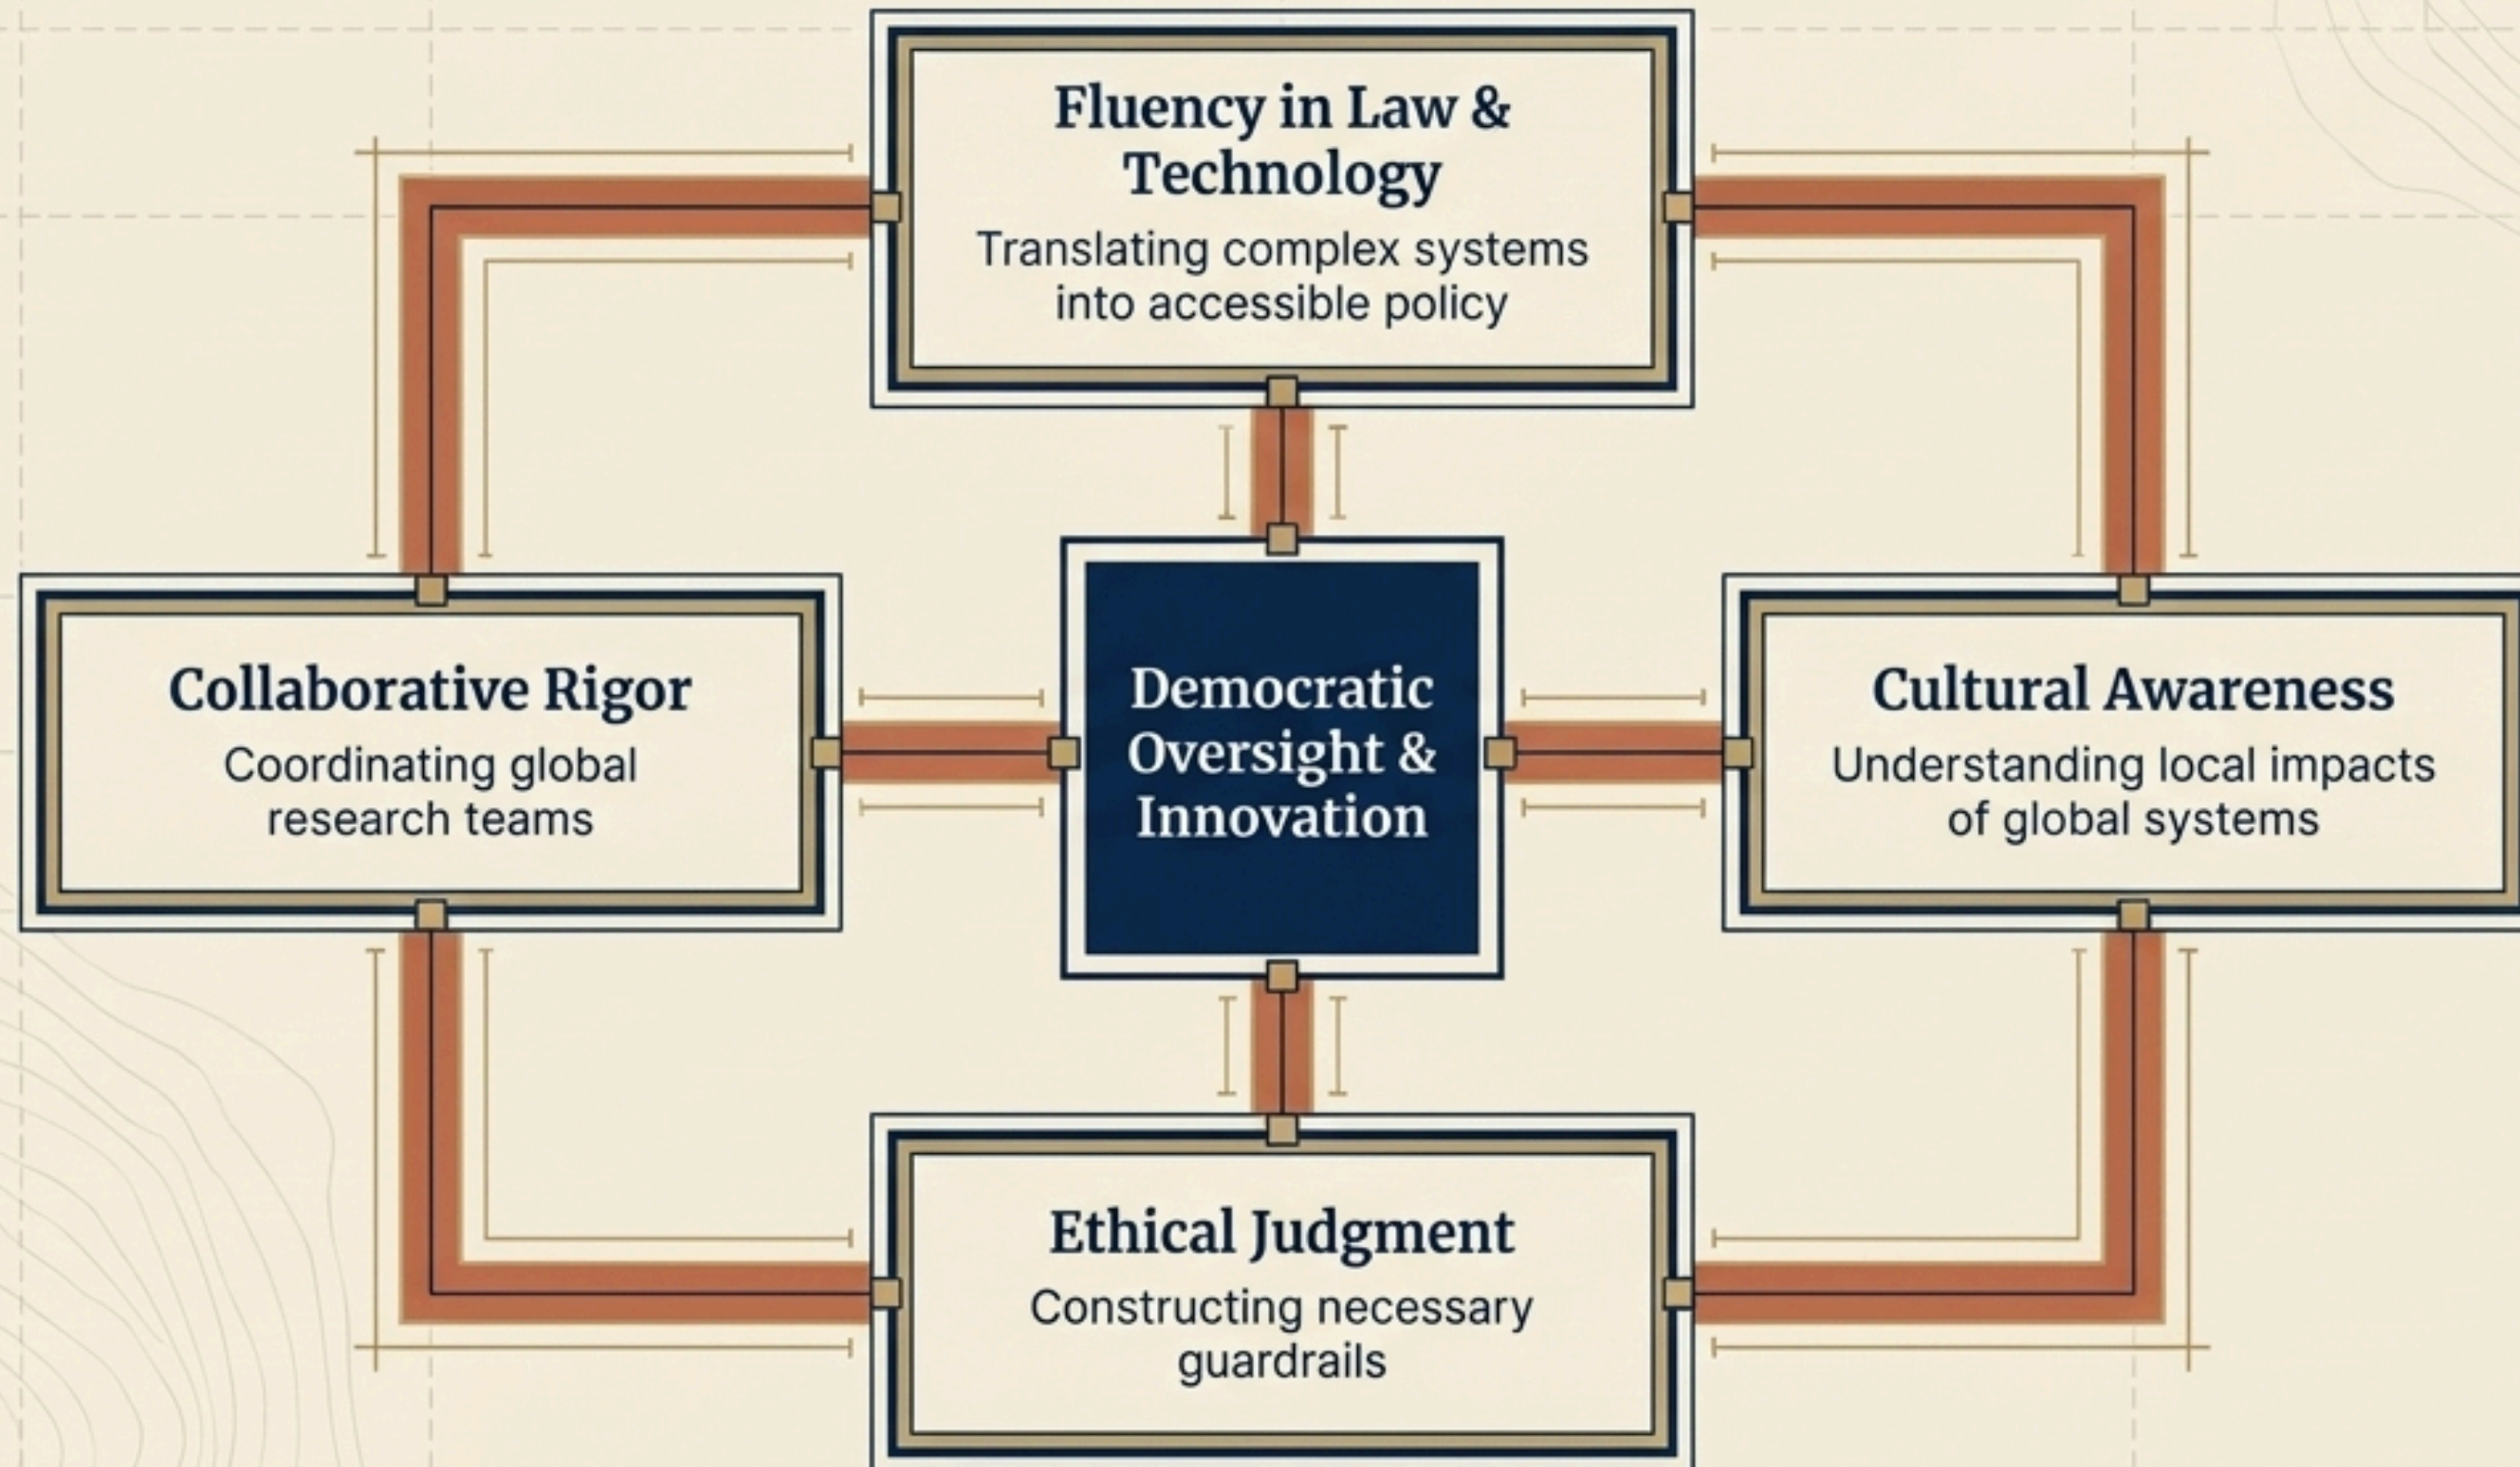 Fluency in Law &
Technology
Translating complex systems
into accessible policy
Collaborative Rigor
Coordinating global
research teams
Democratic
Oversight &
Innovation
Cultural Awareness
Understanding local impacts
of global systems
Ethical Judgment
Constructing necessary
guardrails